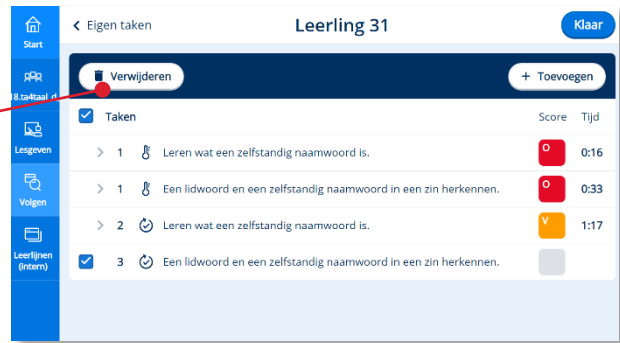 Start
18.ta4taal_d
Lesgeven
Volgen
Leerlijnen
(intern)
Eigen taken
Leerling 31
Klaar
Verwijderen
+ Toevoegen
Taken Score Tijd
1 Leren wat een zelfstandig naamwoord is. O 0:16
1 Een lidwoord en een zelfstandig naamwoord in een zin herkennen. O 0:33
2 Leren wat een zelfstandig naamwoord is. V 1:17
3 Een lidwoord en een zelfstandig naamwoord in een zin herkennen.